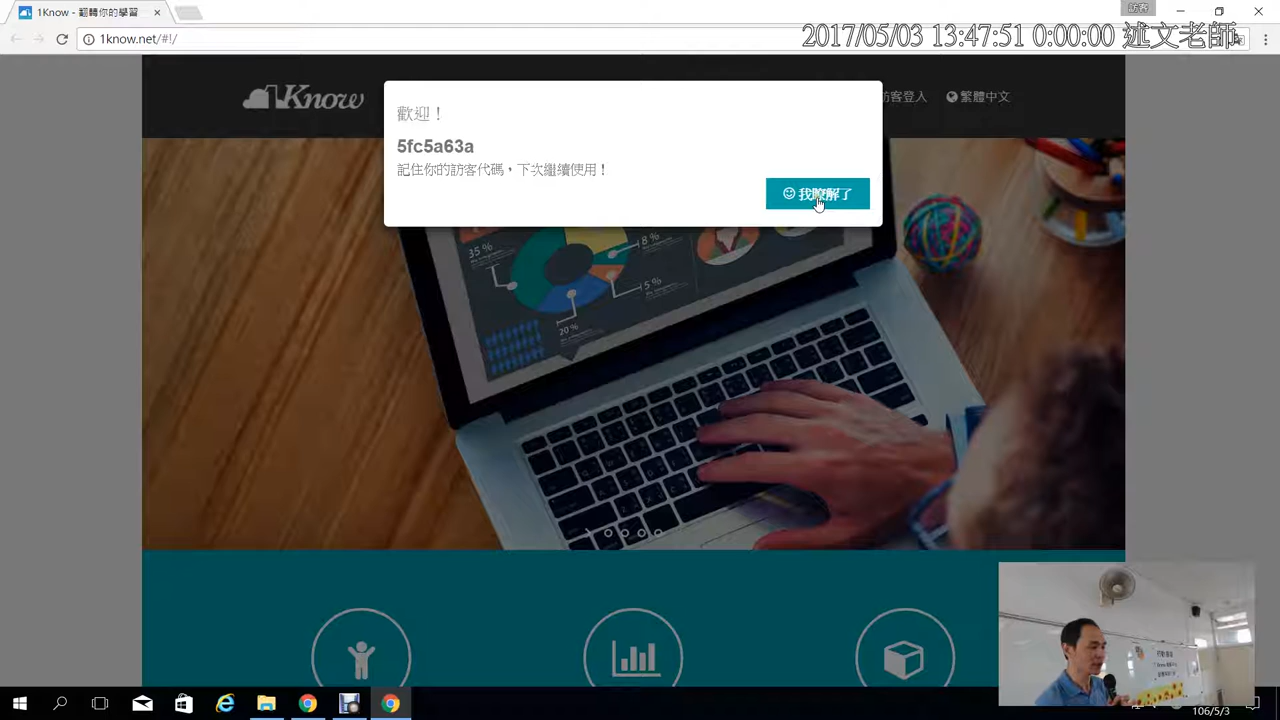 1Know - 翻轉你的學習
訪客
1know.net/#!/
2017/05/03 13:47:51 0:00:00 述文老師
1Know
訪客登入
繁體中文
歡迎！
5fc5a63a
記住你的訪客代碼，下次繼續使用！
我瞭解了
35 %
8 %
5 %
20 %
106/5/3